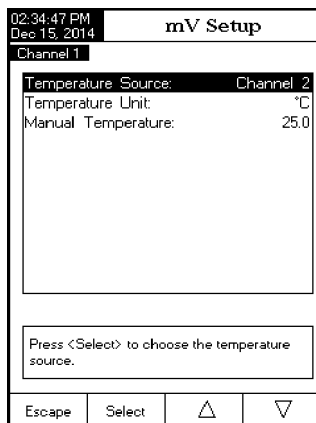 02:34:47 PM
Dec 15, 2014
mV Setup
Channel 1
Temperature Source: Channel 2
Temperature Unit: °C
Manual Temperature: 25.0
Press <Select> to choose the temperature
source.
Escape Select △ ▽